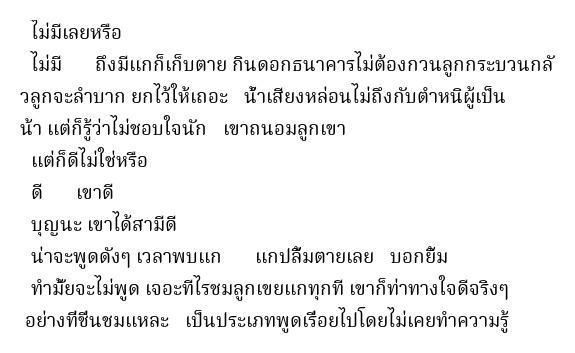 ไม่มีเลยหรือ
ไม่มี ถึงมีแกก็เก็บตาย กินดอกธนาคารไม่ต้องกวนลูกกระบวนกลั
วลูกจะลำบาก ยกไว้ให้เถอะ น้ำเสียงหล่อนไม่ถึงกับตำหนิผู้เป็น
น้า แต่ก็รู้ว่าไม่ชอบใจนัก เขาถนอมลูกเขา
แต่ก็ดีไม่ใช่หรือ
ดี เขาดี
บุญนะ เขาได้สามีดี
น่าจะพูดดังๆ เวลาพบแก แกปลื้มตายเลย บอกยิ้ม
ทำมั้ยจะไม่พูด เจอะทีไรชมลูกเขยแกทุกที เขาก็ท่าทางใจดีจริงๆ
อย่างที่ชื่นชมแหละ เป็นประเภทพูดเรื่อยไปโดยไม่เคยทำความรู้